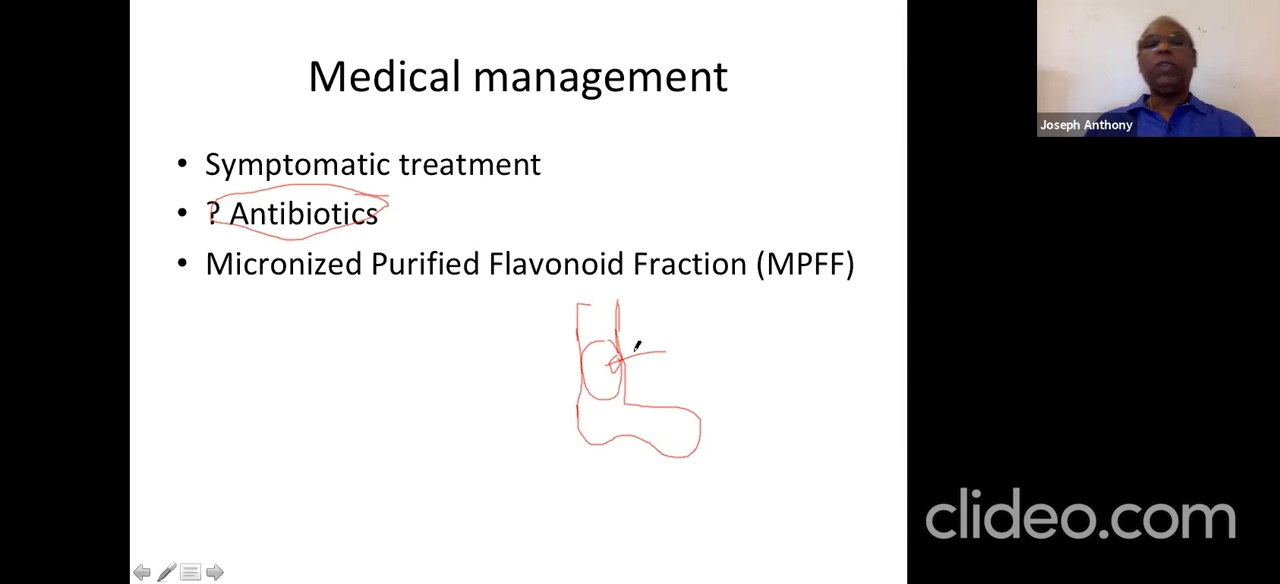 Medical management
• Symptomatic treatment
• ? Antibiotics
• Micronized Purified Flavonoid Fraction (MPFF)
Joseph Anthony
clideo.com